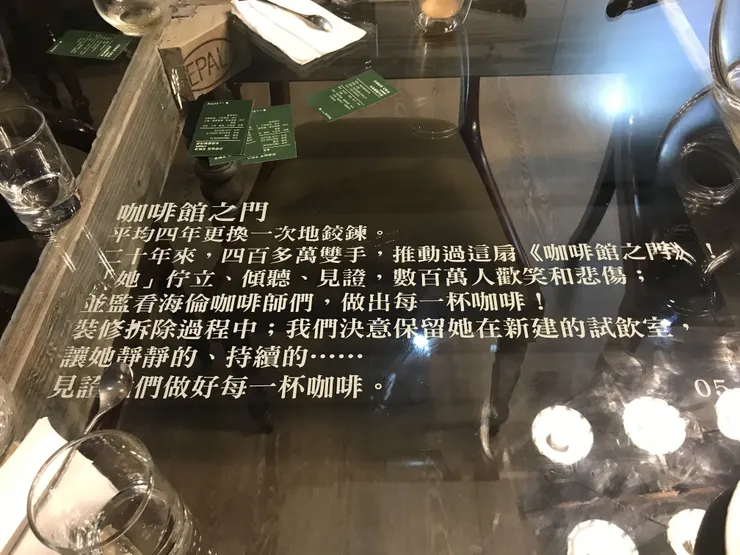 EPAL
咖啡館之門
平均四年更換一次地鉸鍊。
二十年來，四百多萬雙手，推動過這扇《咖啡館之門》！
「她」佇立、傾聽、見證，數百萬人歡笑和悲傷；
並監看海倫咖啡師們，做出每一杯咖啡！
裝修拆除過程中；我們決意保留她在新建的試飲室，
讓她靜靜的、持續的……
見證 們做好每一杯咖啡。
05